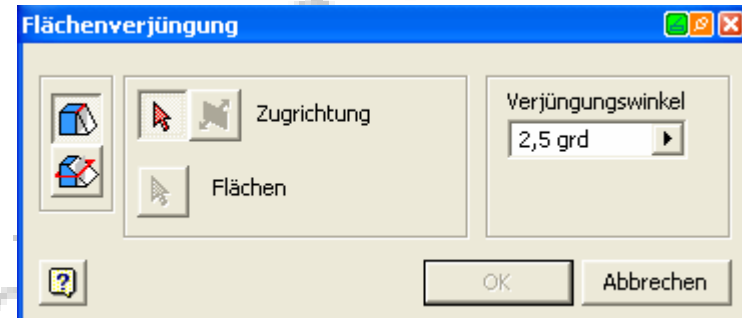 Flächenverjüngung
Zugrichtung
Flächen
Verjüngungswinkel
2,5 grd
?
OK
Abbrechen